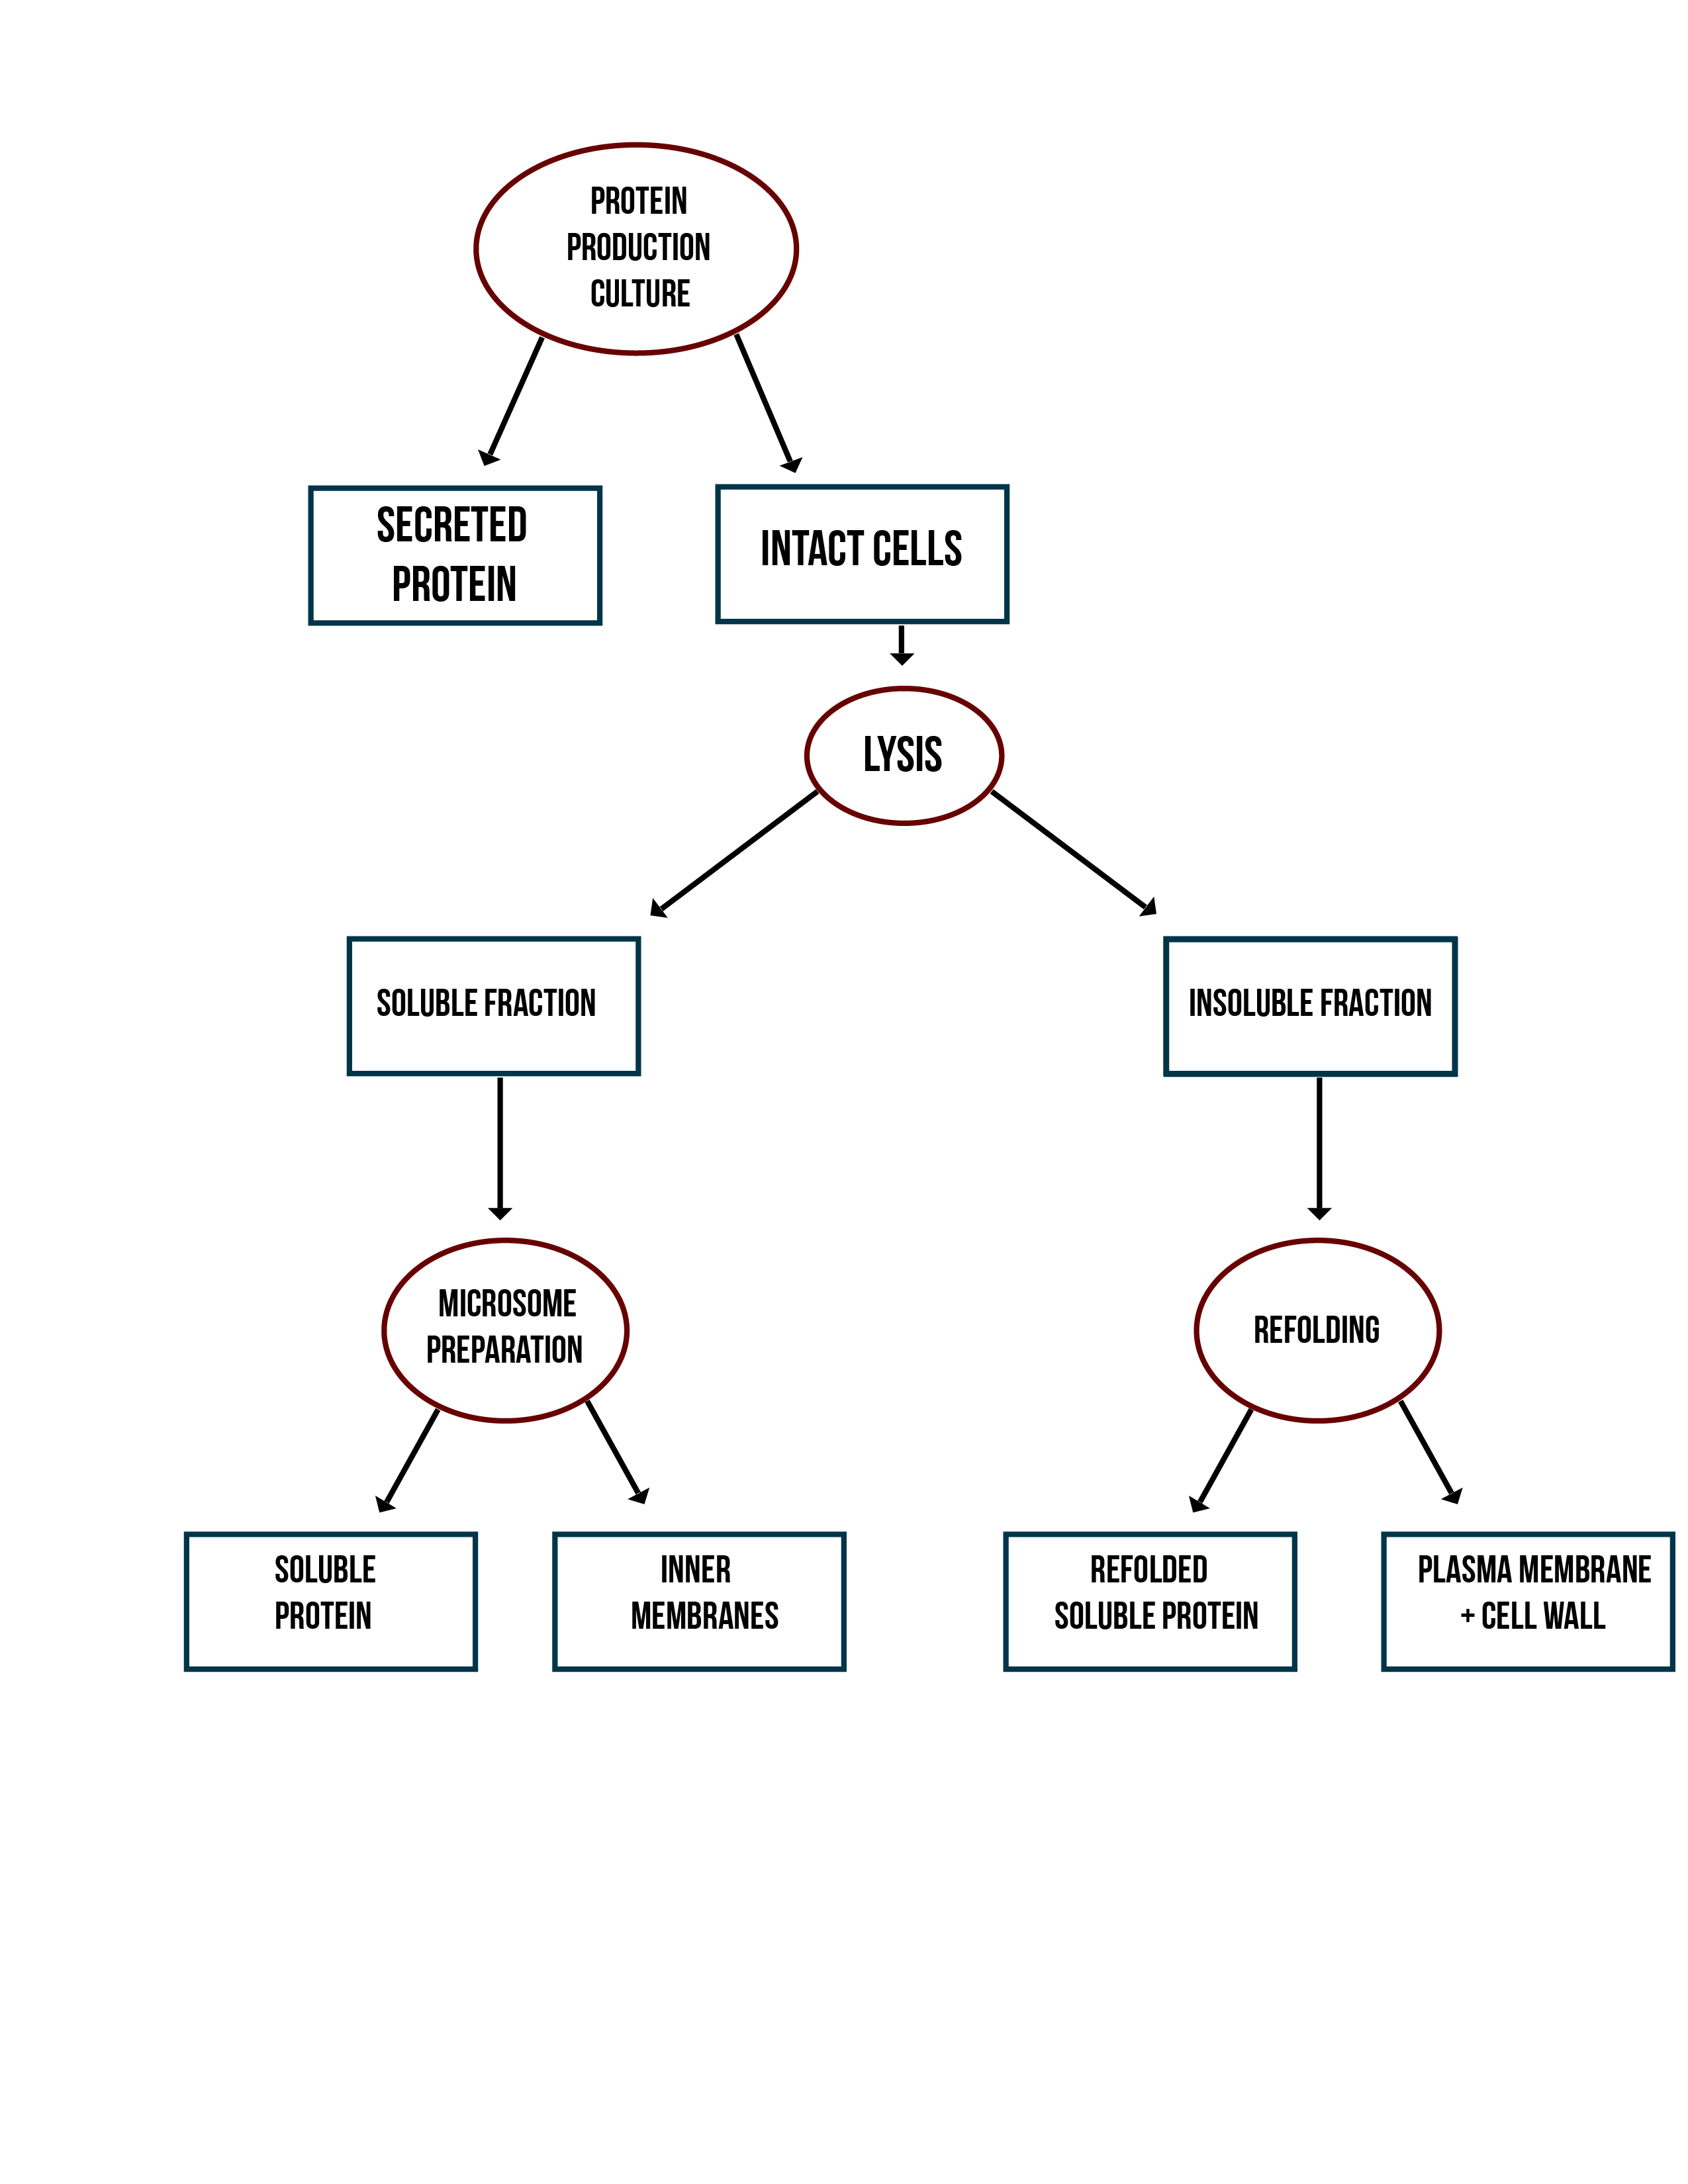 PROTEIN
PRODUCTION
CULTURE
SECRETED
PROTEIN
INTACT CELLS
LYSIS
SOLUBLE FRACTION
INSOLUBLE FRACTION
MICROSOME
PREPARATION
REFOLDING
SOLUBLE
PROTEIN
INNER
MEMBRANES
REFOLDED
SOLUBLE PROTEIN
PLASMA MEMBRANE
+ CELL WALL